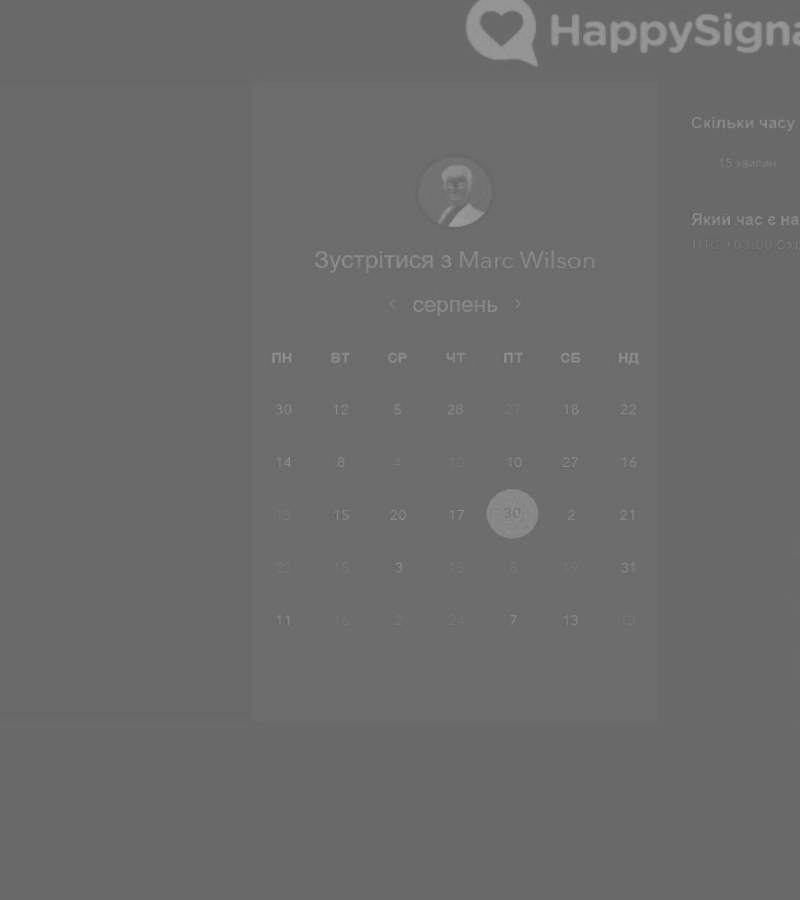 HappySigna
Скільки часу
15 хвилин
Який час є на
UTC +03:00 Схі
Зустрітися з Marc Wilson
серпень
ПН ВТ СР ЧТ ПТ СБ НД
30 12 5 28 27 18 22
14 8 4 10 10 27 16
13 15 20 17 30 2 21
23 15 3 15 8 19 31
11 16 2 24 7 13 13